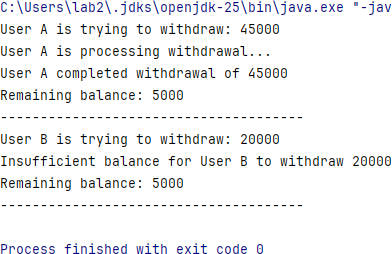 C:\Users\lab2\.jdks\openjdk-25\bin\java.exe "-jav
User A is trying to withdraw: 45000
User A is processing withdrawal...
User A completed withdrawal of 45000
Remaining balance: 5000
--------------------------------------
User B is trying to withdraw: 20000
Insufficient balance for User B to withdraw 20000
Remaining balance: 5000
--------------------------------------
Process finished with exit code 0